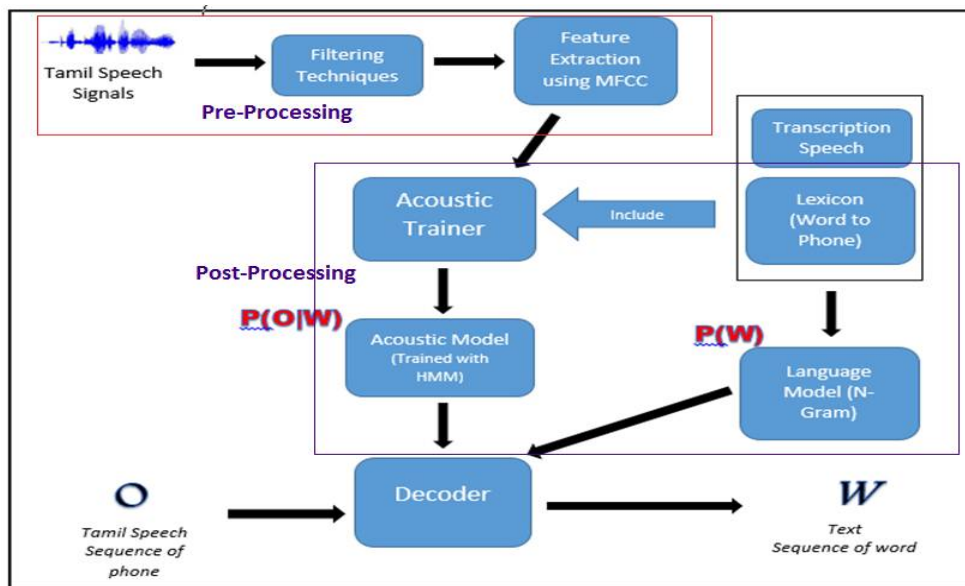 Tamil Speech
Signals
Filtering
Techniques
Feature
Extraction
using MFCC
Pre-Processing
Transcription
Speech
Lexicon
(Word to
Phone)
Include
Acoustic
Trainer
Post-Processing
P(O|W)
Acoustic Model
(Trained with
HMM)
P(W)
Language
Model (N-
Gram)
Decoder
O
Tamil Speech
Sequence of
phone
W
Text
Sequence of word